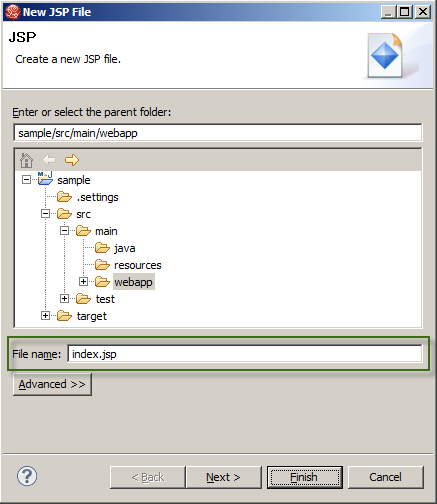 New JSP File
JSP
Create a new JSP file.
Enter or select the parent folder:
sample/src/main/webapp
sample
.settings
src
main
java
resources
webapp
test
target
File name: index.jsp
Advanced >>
? < Back Next > Finish Cancel